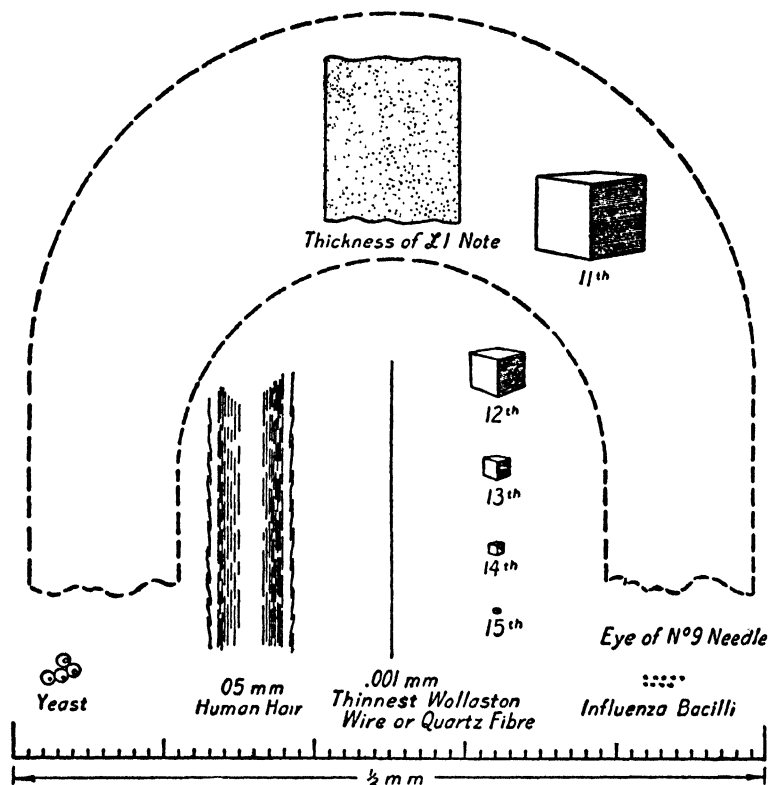 Thickness of £1 Note
11th
12th
13th
14th
15th
Eye of Nº9 Needle
Yeast
05 mm
Human Hair
.001 mm
Thinnest Wollaston
Wire or Quartz Fibre
Influenza Bacilli
½ mm